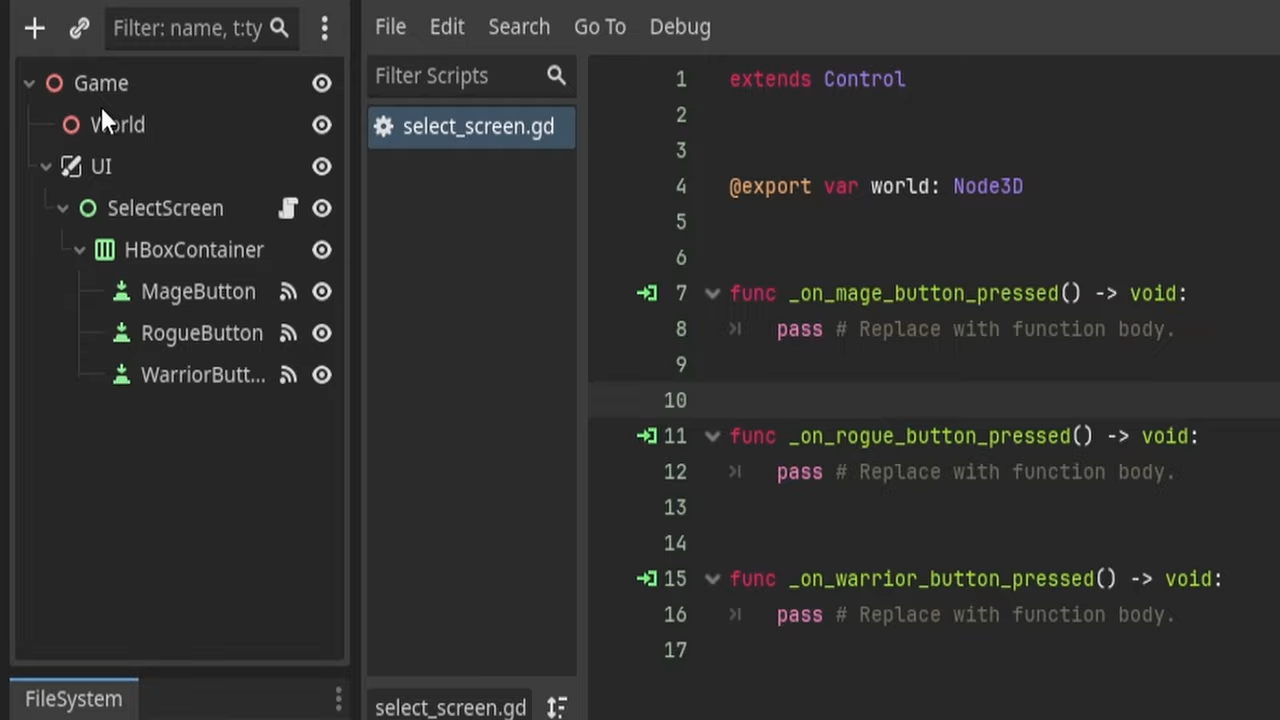 Filter: name, t:ty
Game
World
UI
SelectScreen
HBoxContainer
MageButton
RogueButton
WarriorButt...
FileSystem
File Edit Search Go To Debug
Filter Scripts
select_screen.gd
select_screen.gd
1 extends Control
2
3
4 @export var world: Node3D
5
6
7 func _on_mage_button_pressed() -> void:
8 pass # Replace with function body.
9
10
11 func _on_rogue_button_pressed() -> void:
12 pass # Replace with function body.
13
14
15 func _on_warrior_button_pressed() -> void:
16 pass # Replace with function body.
17